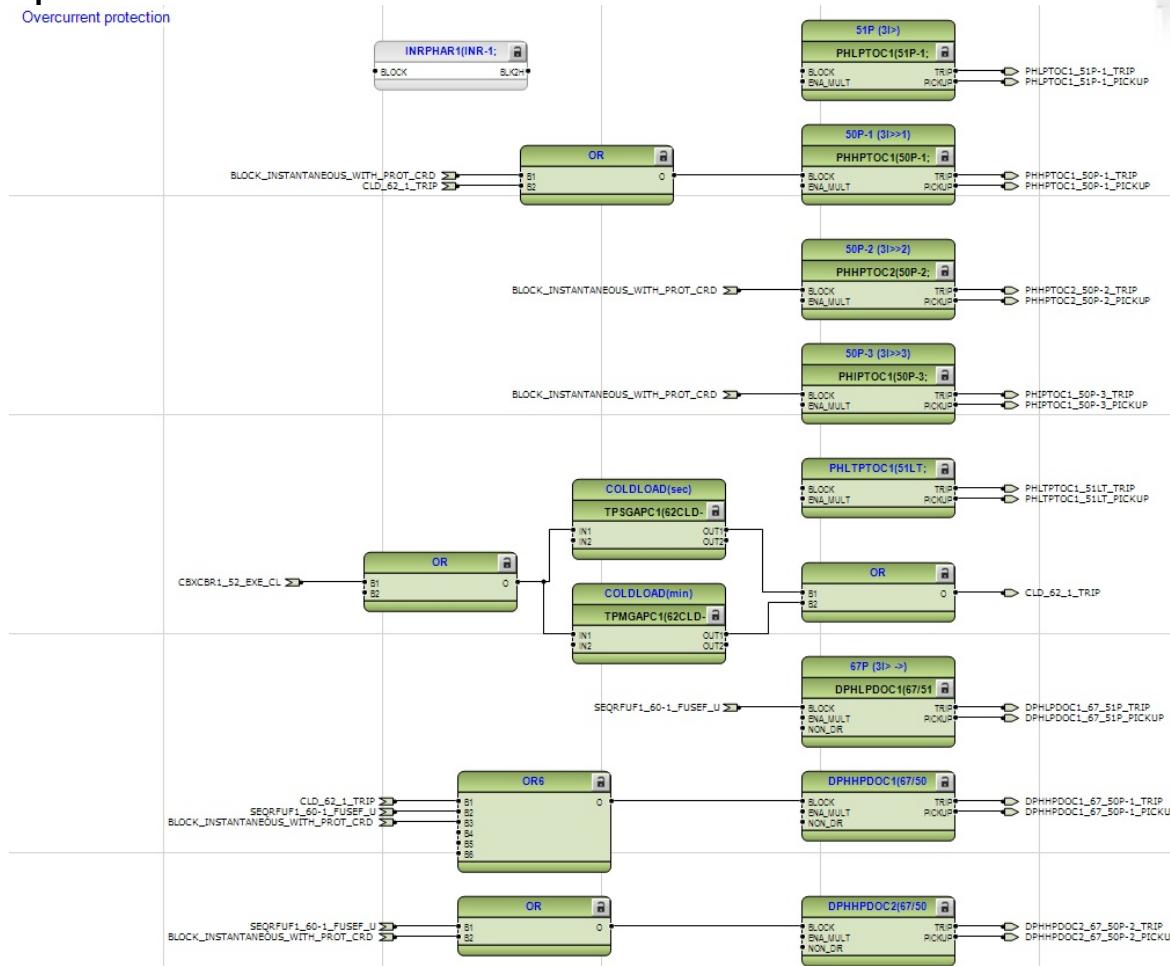 Overcurrent protection
INRPHAR1(INR-1;
BLOCK BLK2H
51P (3I>)
PHLPTOC1(51P-1;
BLOCK TRIP PHLPTOC1_51P-1_TRIP
ENA_MULT PICKUP PHLPTOC1_51P-1_PICKUP
50P-1 (3I>>1)
OR PHHPTOC1(50P-1;
BLOCK_INSTANTANEOUS_WITH_PROT_CRD B1 O BLOCK TRIP PHHPTOC1_50P-1_TRIP
CLD_62_1_TRIP B2 ENA_MULT PICKUP PHHPTOC1_50P-1_PICKUP
50P-2 (3I>>2)
PHHPTOC2(50P-2;
BLOCK_INSTANTANEOUS_WITH_PROT_CRD BLOCK TRIP PHHPTOC2_50P-2_TRIP
ENA_MULT PICKUP PHHPTOC2_50P-2_PICKUP
50P-3 (3I>>3)
PHIPTOC1(50P-3;
BLOCK_INSTANTANEOUS_WITH_PROT_CRD BLOCK TRIP PHIPTOC1_50P-3_TRIP
ENA_MULT PICKUP PHIPTOC1_50P-3_PICKUP
PHLTPTOC1(51LT;
BLOCK TRIP PHLTPTOC1_51LT_TRIP
ENA_MULT PICKUP PHLTPTOC1_51LT_PICKUP
COLDLOAD(sec)
TPSGAPC1(62CLD-
IN1 OUT1
IN2 OUT2
OR
CBXCBR1_52_EXE_CL B1 O
B2
COLDLOAD(min)
TPMGAPC1(62CLD-
IN1 OUT1
IN2 OUT2
OR
B1 O CLD_62_1_TRIP
B2
67P (3I> ->)
DPHLPDOC1(67/51
SEQRFUF1_60-1_FUSEF_U BLOCK TRIP DPHLPDOC1_67_51P_TRIP
ENA_MULT PICKUP DPHLPDOC1_67_51P_PICKUP
NON_DIR
OR6 DPHHPDOC1(67/50
CLD_62_1_TRIP B1 O BLOCK TRIP DPHHPDOC1_67_50P-1_TRIP
SEQRFUF1_60-1_FUSEF_U B2 ENA_MULT PICKUP DPHHPDOC1_67_50P-1_PICKU
BLOCK_INSTANTANEOUS_WITH_PROT_CRD B3 NON_DIR
B4
B5
B6
OR DPHHPDOC2(67/50
SEQRFUF1_60-1_FUSEF_U B1 O BLOCK TRIP DPHHPDOC2_67_50P-2_TRIP
BLOCK_INSTANTANEOUS_WITH_PROT_CRD B2 ENA_MULT PICKUP DPHHPDOC2_67_50P-2_PICKU
NON_DIR